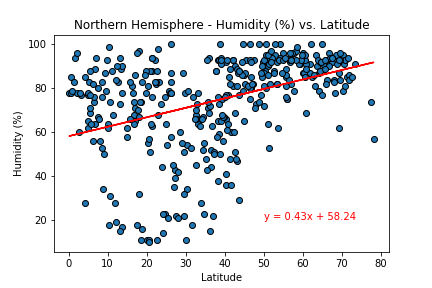 Northern Hemisphere - Humidity (%) vs. Latitude
100
80
60
40
20
Humidity (%)
y = 0.43x + 58.24
0 10 20 30 40 50 60 70 80
Latitude